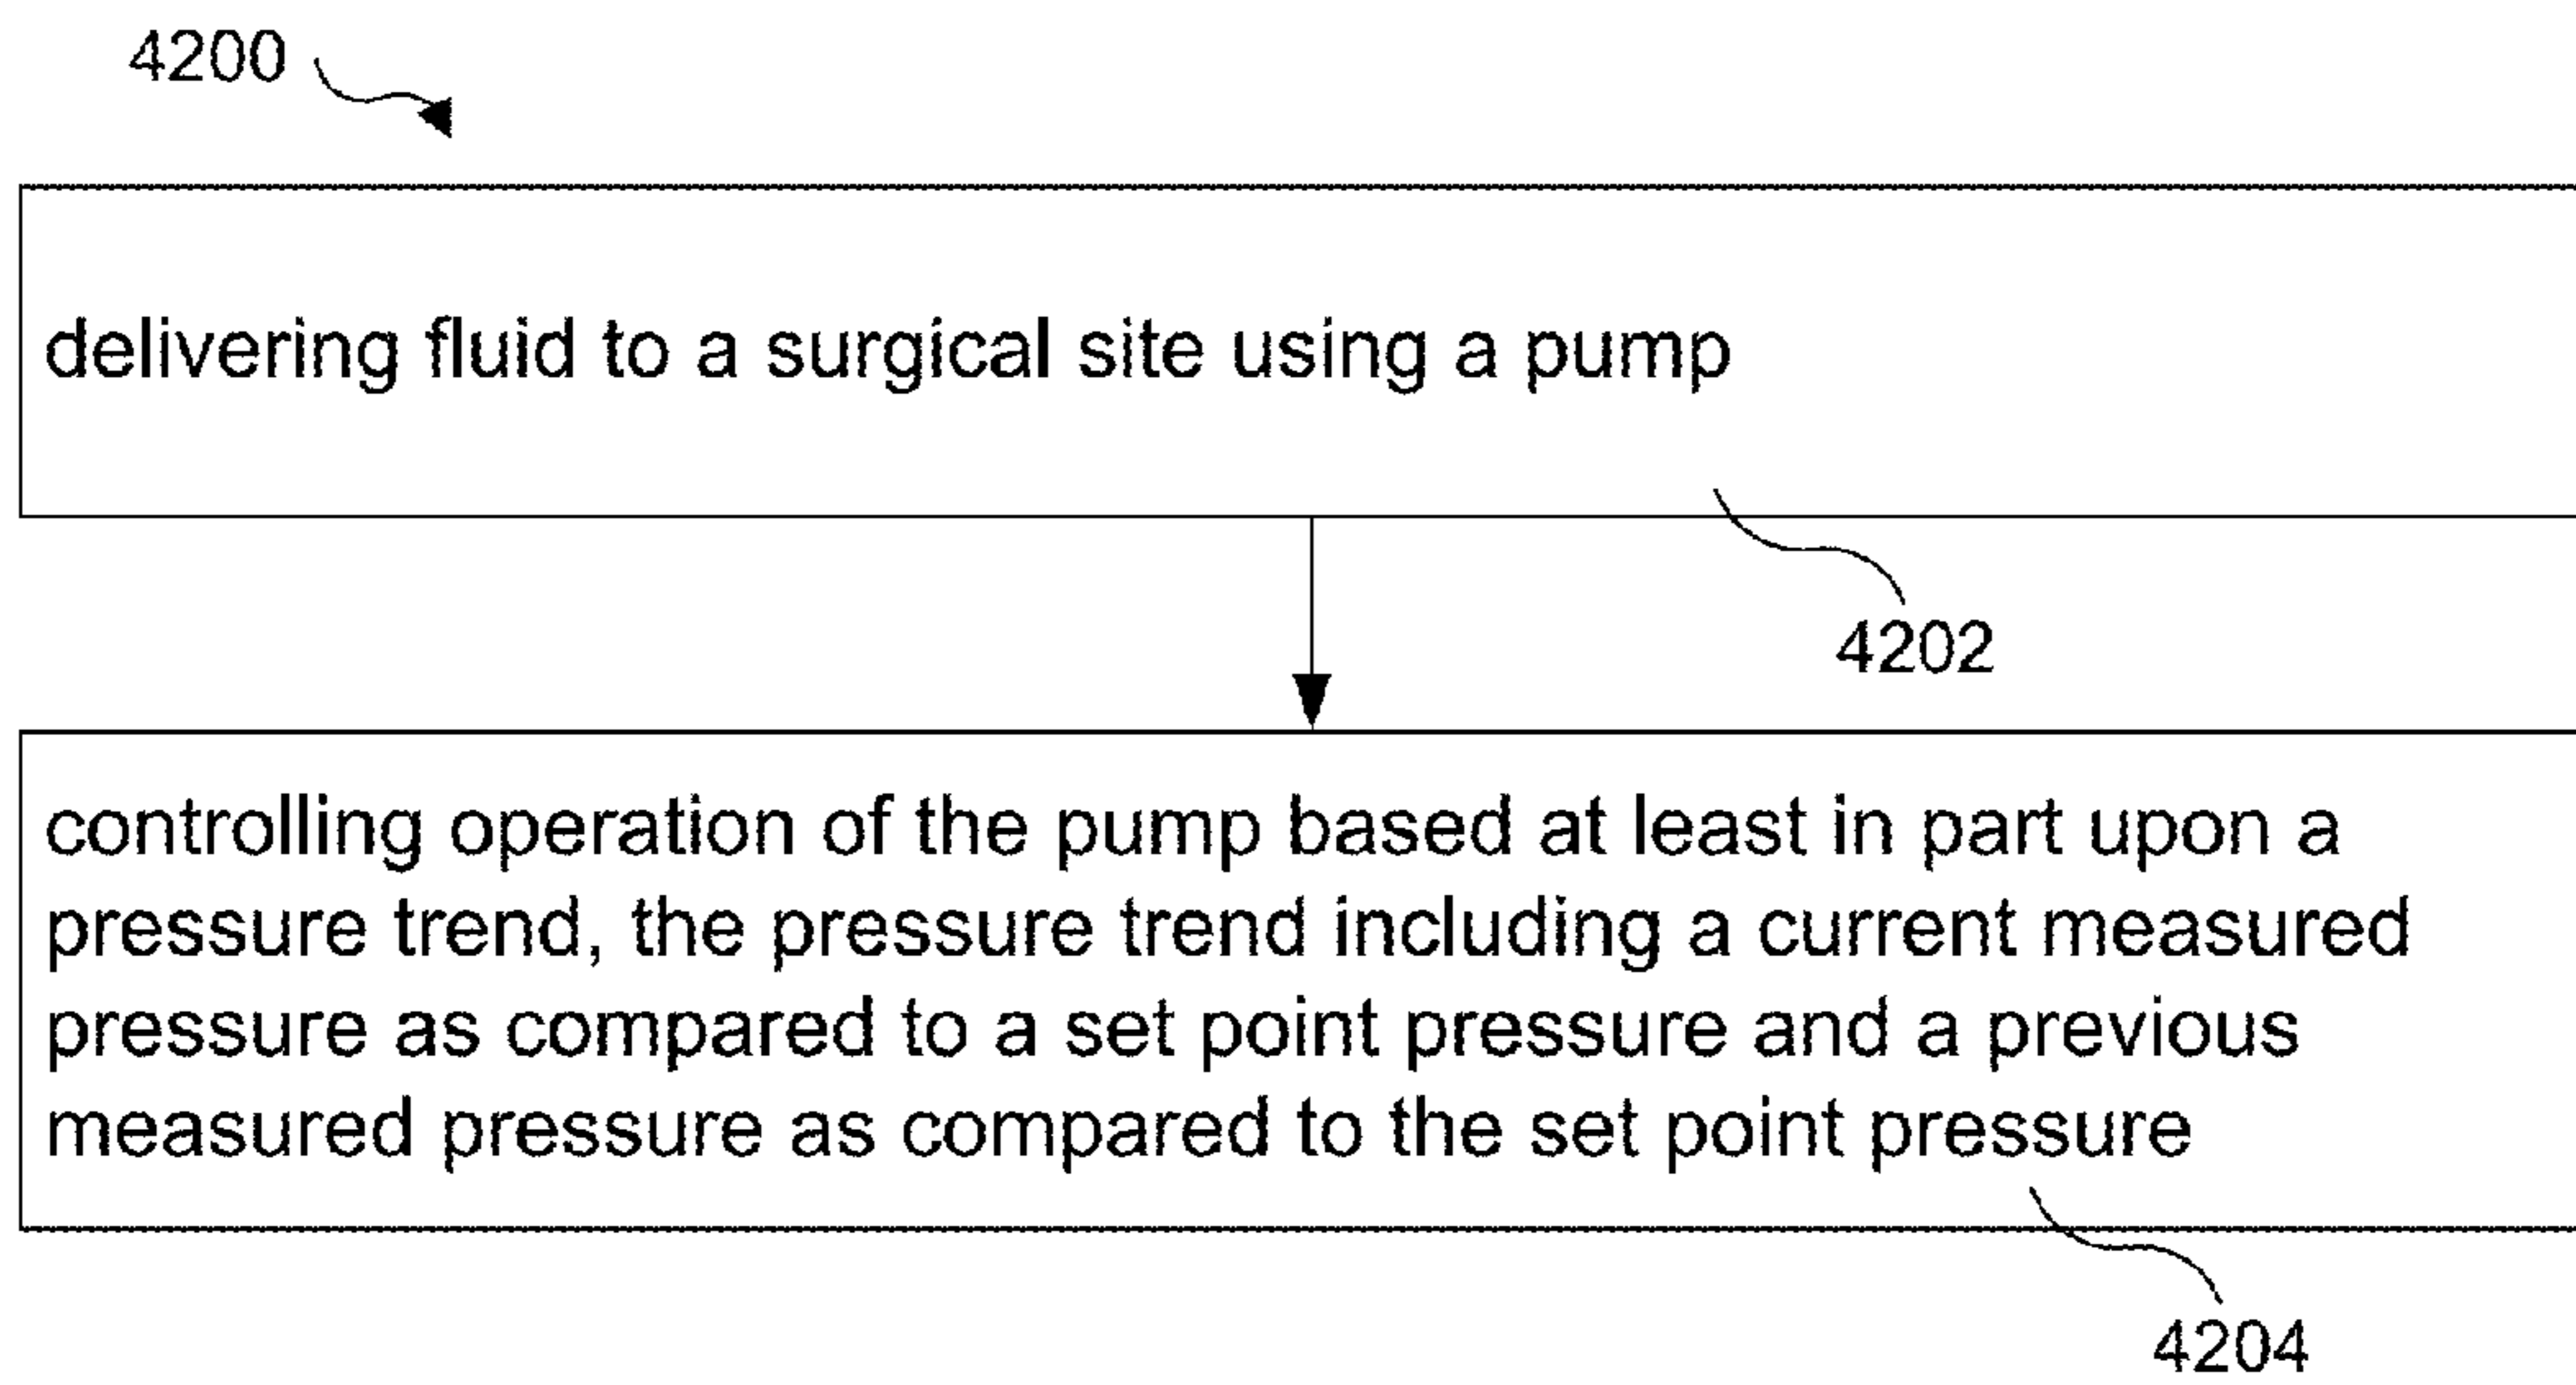 4200
delivering fluid to a surgical site using a pump
4202
controlling operation of the pump based at least in part upon a
pressure trend, the pressure trend including a current measured
pressure as compared to a set point pressure and a previous
measured pressure as compared to the set point pressure
4204